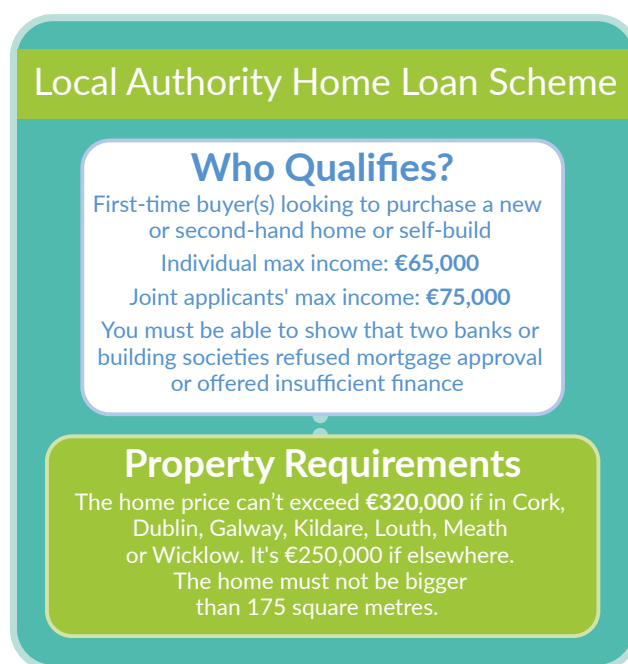 Local Authority Home Loan Scheme
Who Qualifies?
First-time buyer(s) looking to purchase a new
or second-hand home or self-build
Individual max income: €65,000
Joint applicants' max income: €75,000
You must be able to show that two banks or
building societies refused mortgage approval
or offered insufficient finance
Property Requirements
The home price can’t exceed €320,000 if in Cork,
Dublin, Galway, Kildare, Louth, Meath
or Wicklow. It's €250,000 if elsewhere.
The home must not be bigger
than 175 square metres.